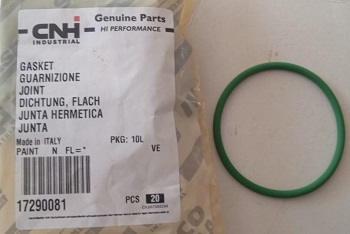 CNH
INDUSTRIAL
Genuine Parts
HI PERFORMANCE
GASKET
GUARNIZIONE
JOINT
DICHTUNG, FLACH
JUNTA HERMETICA
JUNTA
Made in ITALY
PKG: 10L
PAINT N FL=*
VE
17290081
PCS 20